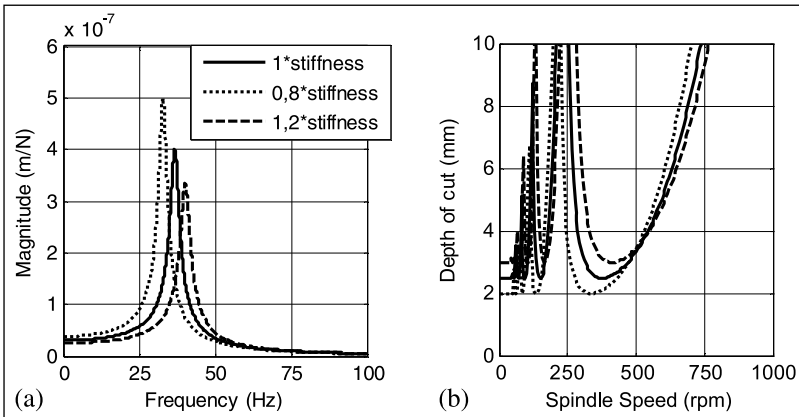 x 10⁻⁷
6
5
4
3
2
1
0
Magnitude (m/N)
0 25 50 75 100
Frequency (Hz)
1*stiffness
0,8*stiffness
1,2*stiffness
(a)
10
8
6
4
2
0
Depth of cut (mm)
0 250 500 750 1000
Spindle Speed (rpm)
(b)